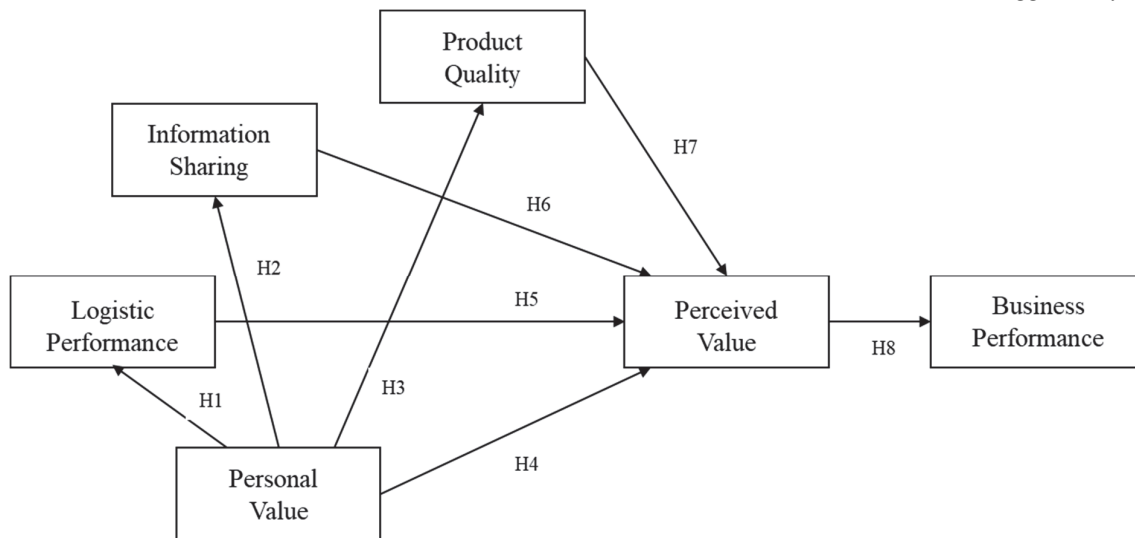 Product
Quality
Information
Sharing
H7
H6
H2
Logistic
Performance
H5
Perceived
Value
Business
Performance
H8
H1
H3
H4
Personal
Value